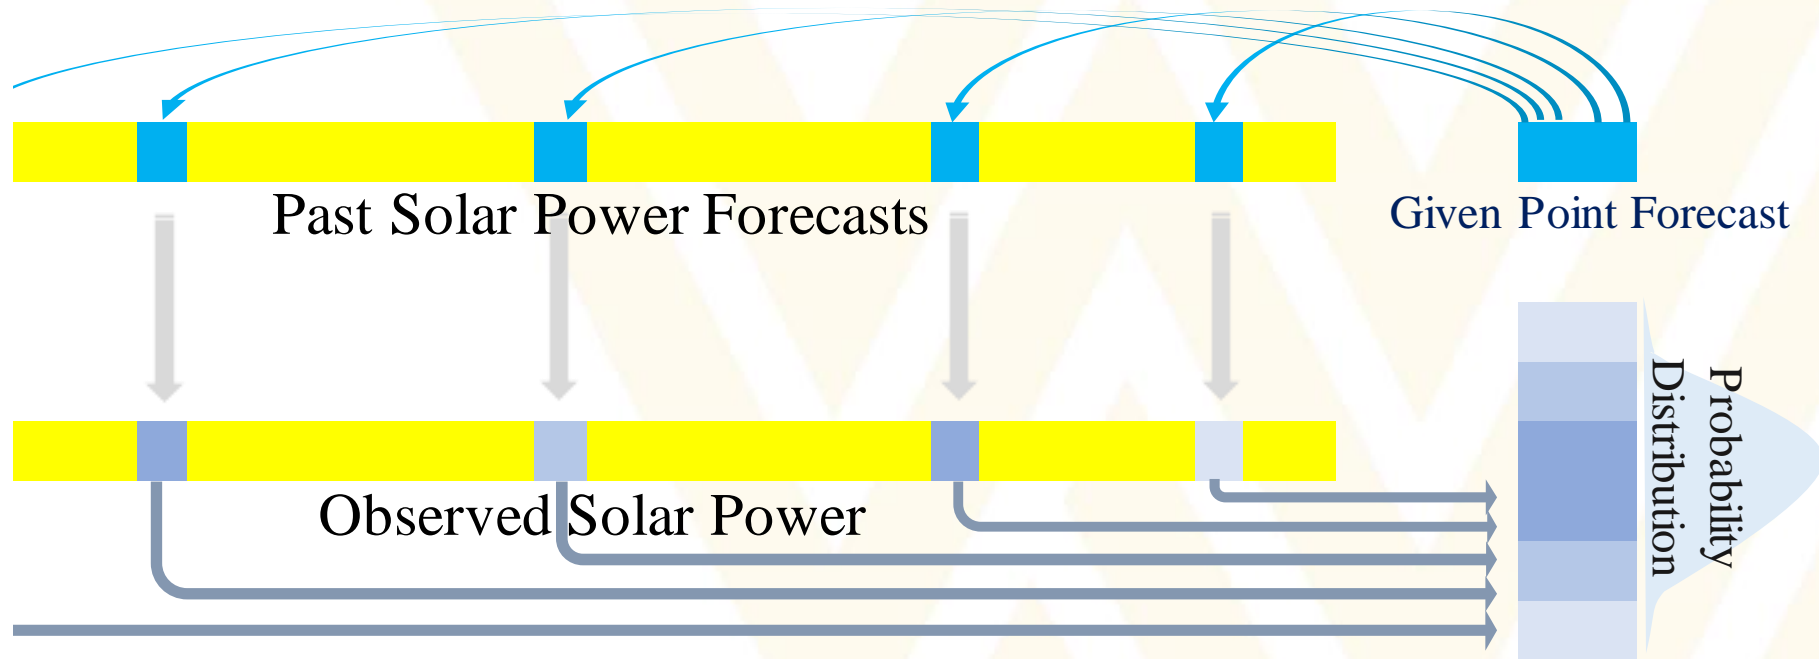 Past Solar Power Forecasts
Given Point Forecast
Observed Solar Power
Probability
Distribution